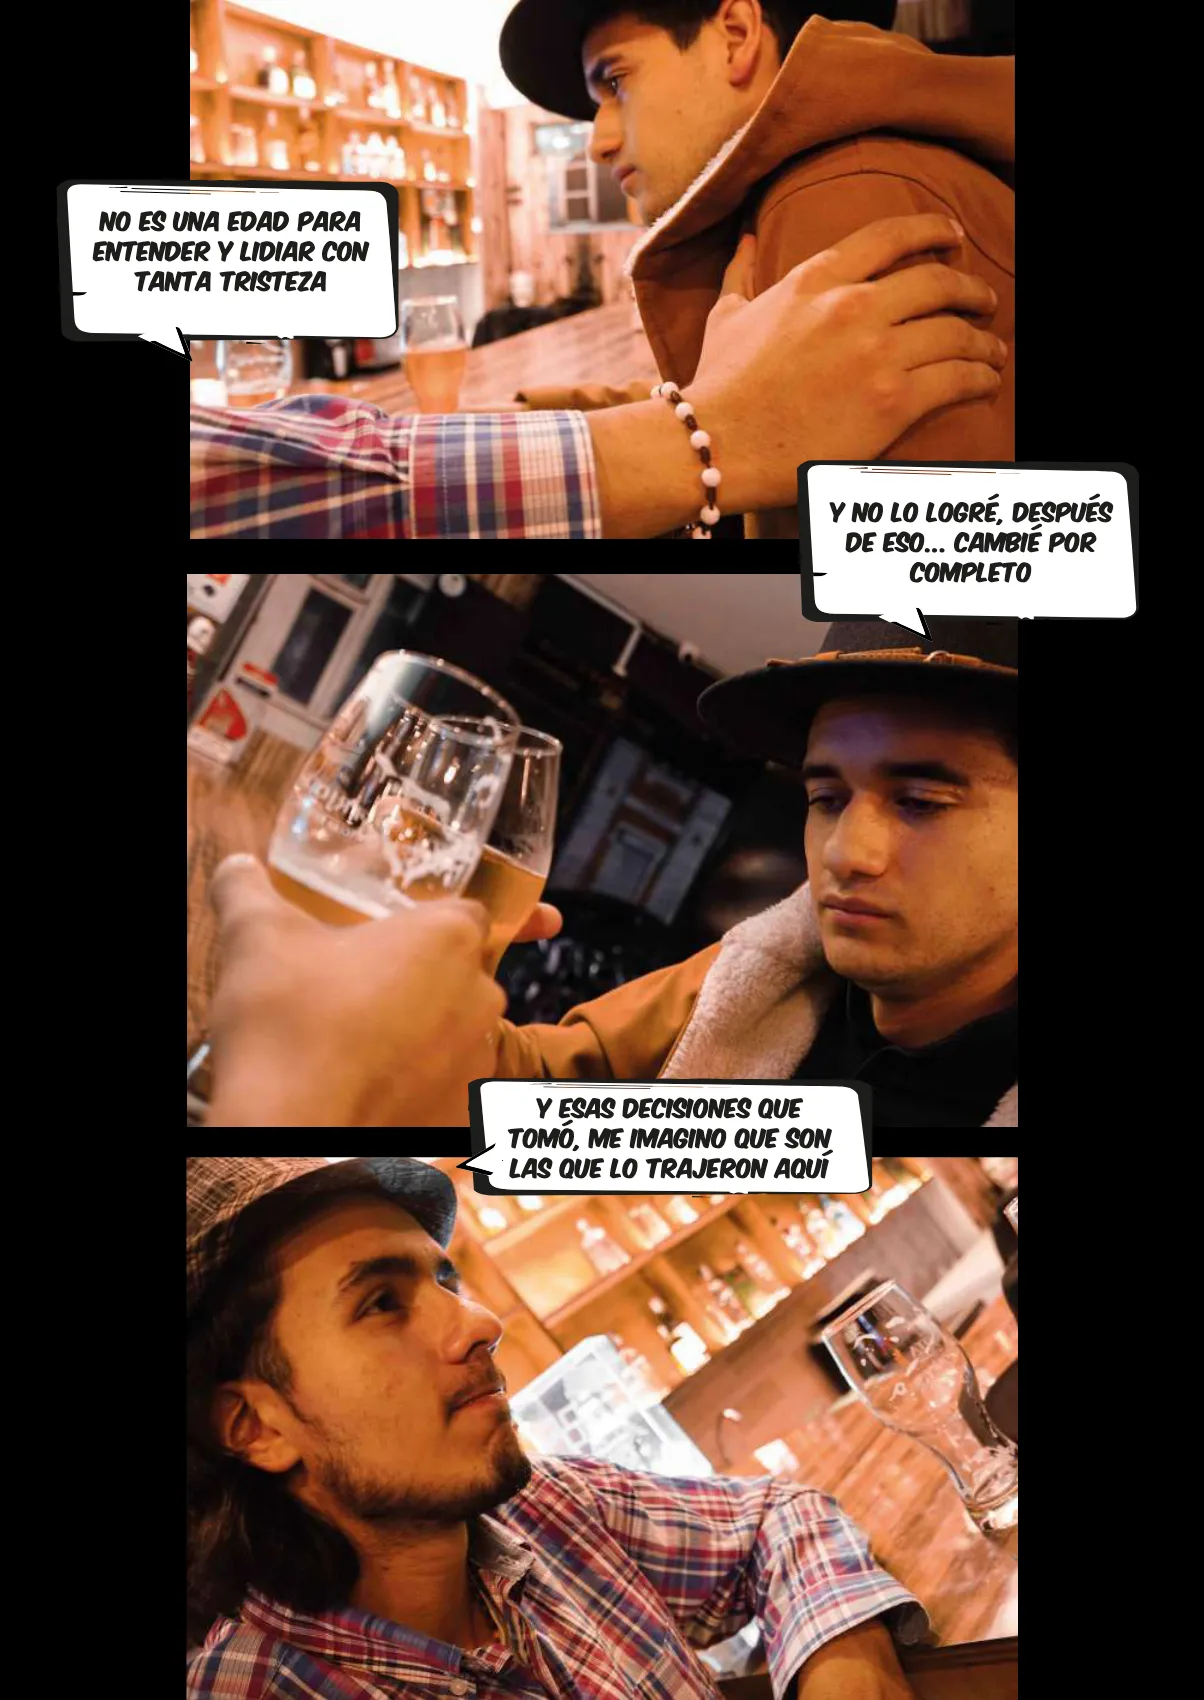 NO ES UNA EDAD PARA
ENTENDER Y LIDIAR CON
TANTA TRISTEZA
Y NO LO LOGRÉ, DESPUÉS
DE ESO... CAMBIÉ POR
COMPLETO
Y ESAS DECISIONES QUE
TOMÓ, ME IMAGINO QUE SON
LAS QUE LO TRAJERON AQUÍ